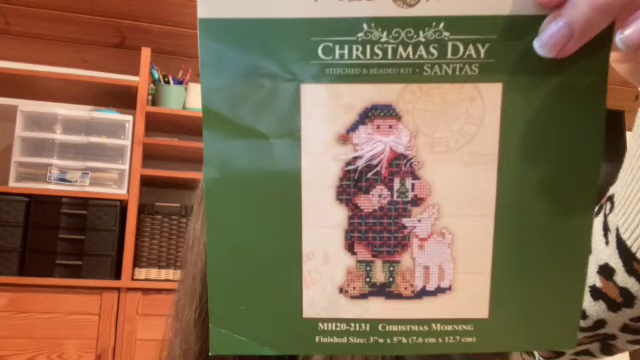 CHRISTMAS DAY
STITCHED & BEADED KIT • SANTAS
MH20-2131 CHRISTMAS MORNING
Finished Size: 3"w x 5"h (7.6 cm x 12.7 cm)